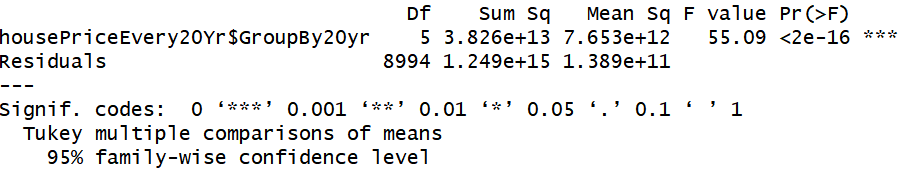 Df Sum Sq Mean Sq F value Pr(>F)
housePriceEvery20Yr$GroupBy20yr 5 3.826e+13 7.653e+12 55.09 <2e-16 ***
Residuals 8994 1.249e+15 1.389e+11
---
Signif. codes: 0 ‘***’ 0.001 ‘**’ 0.01 ‘*’ 0.05 ‘.’ 0.1 ‘ ’ 1
Tukey multiple comparisons of means
95% family-wise confidence level